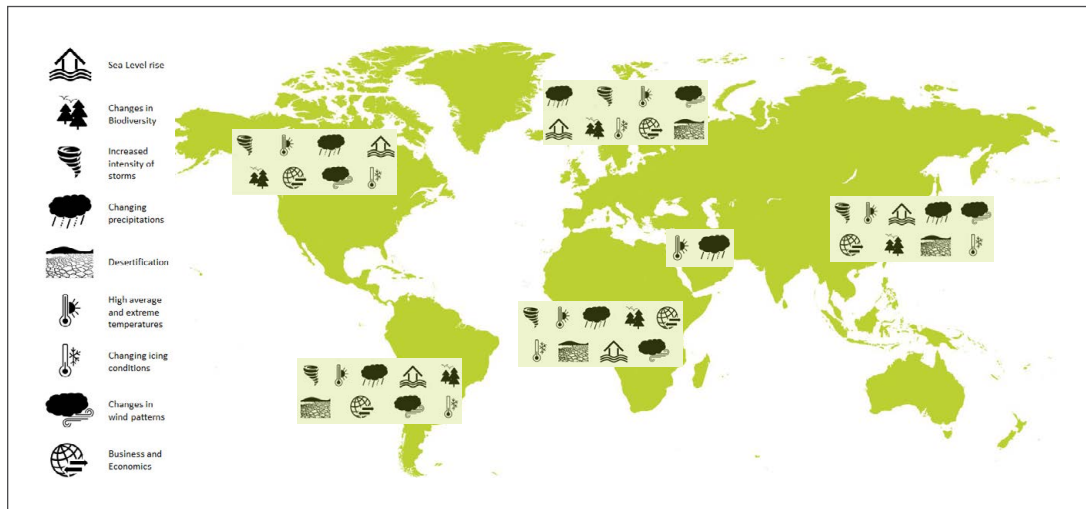 Sea Level rise
Changes in
Biodiversity
Increased
intensity of
storms
Changing
precipitations
Desertification
High average
and extreme
temperatures
Changing icing
conditions
Changes in
wind patterns
Business and
Economics